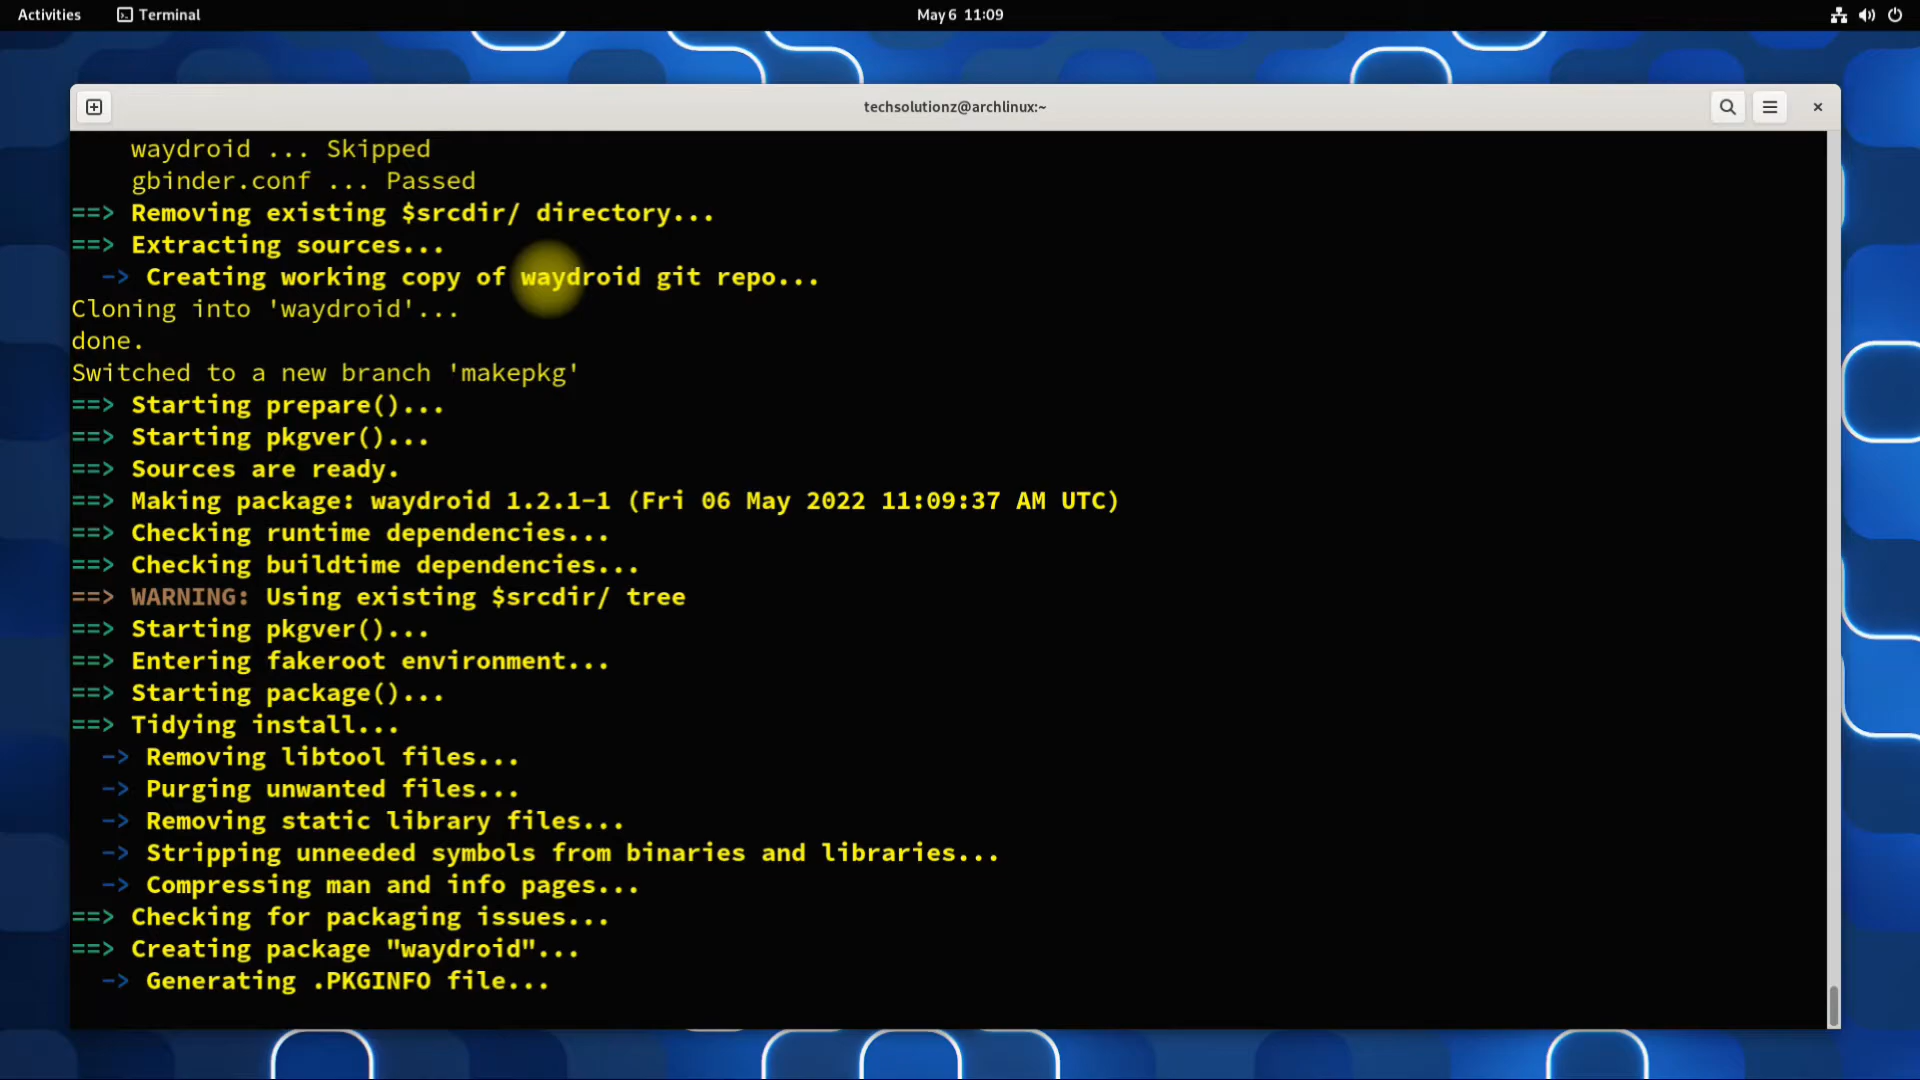 Activities
Terminal
May 6 11:09
techsolutionz@archlinux:~
waydroid ... Skipped
gbinder.conf ... Passed
==> Removing existing $srcdir/ directory...
==> Extracting sources...
-> Creating working copy of waydroid git repo...
Cloning into 'waydroid'...
done.
Switched to a new branch 'makepkg'
==> Starting prepare()...
==> Starting pkgver()...
==> Sources are ready.
==> Making package: waydroid 1.2.1-1 (Fri 06 May 2022 11:09:37 AM UTC)
==> Checking runtime dependencies...
==> Checking buildtime dependencies...
==> WARNING: Using existing $srcdir/ tree
==> Starting pkgver()...
==> Entering fakeroot environment...
==> Starting package()...
==> Tidying install...
-> Removing libtool files...
-> Purging unwanted files...
-> Removing static library files...
-> Stripping unneeded symbols from binaries and libraries...
-> Compressing man and info pages...
==> Checking for packaging issues...
==> Creating package "waydroid"...
-> Generating .PKGINFO file...